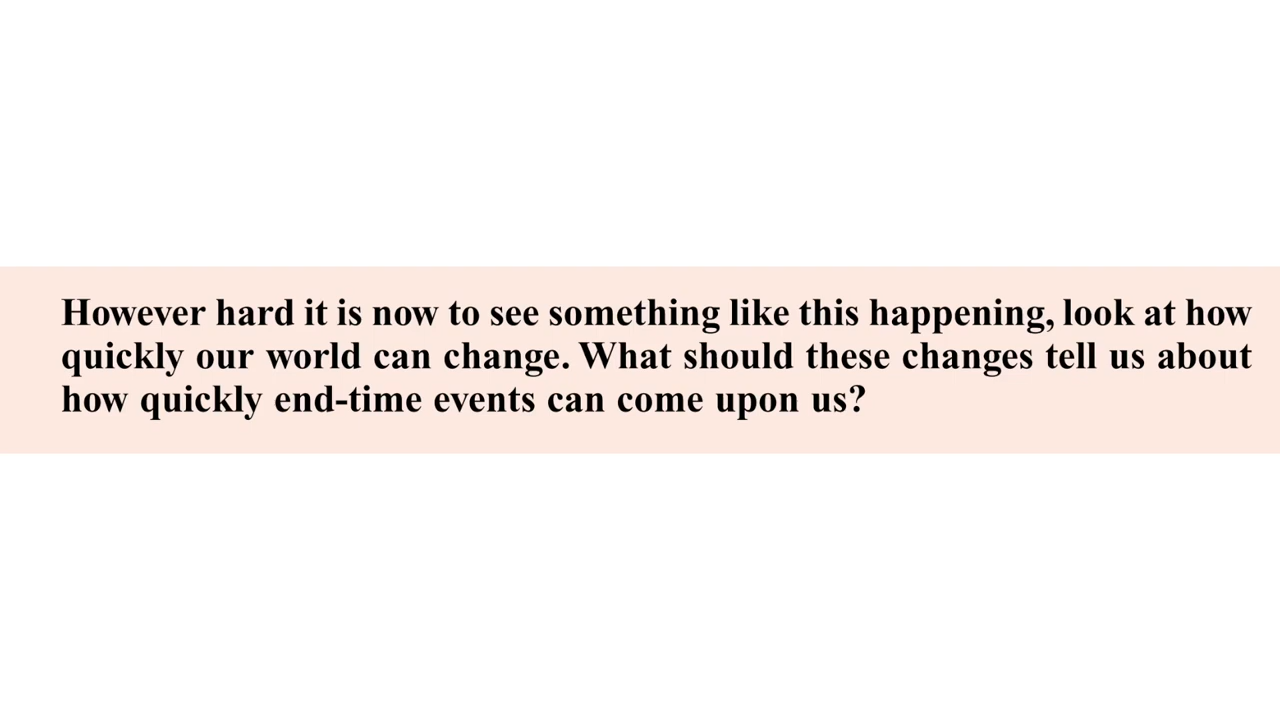 However hard it is now to see something like this happening, look at how
quickly our world can change. What should these changes tell us about
how quickly end-time events can come upon us?